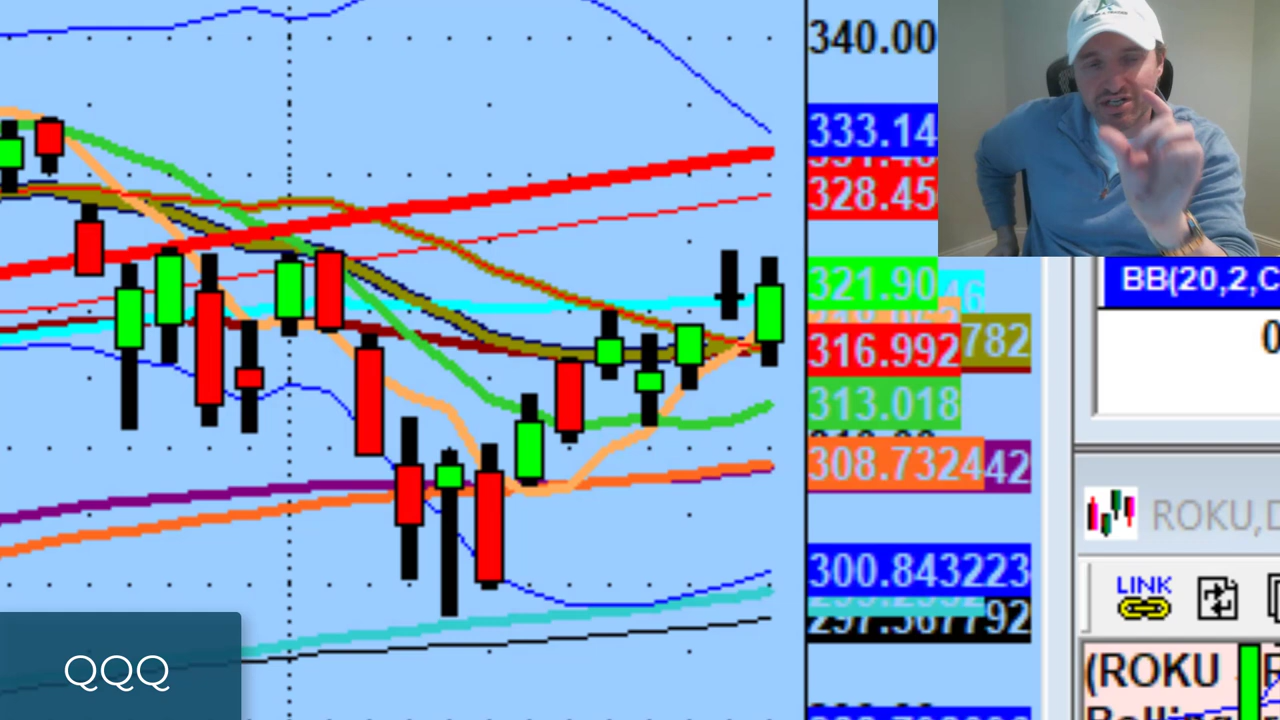 340.00
333.14
328.45
321.90
316.992
782
313.018
308.7324
42
300.843223
BB(20,2,C
0
ROKU,D
LINK
(ROKU
QQQ